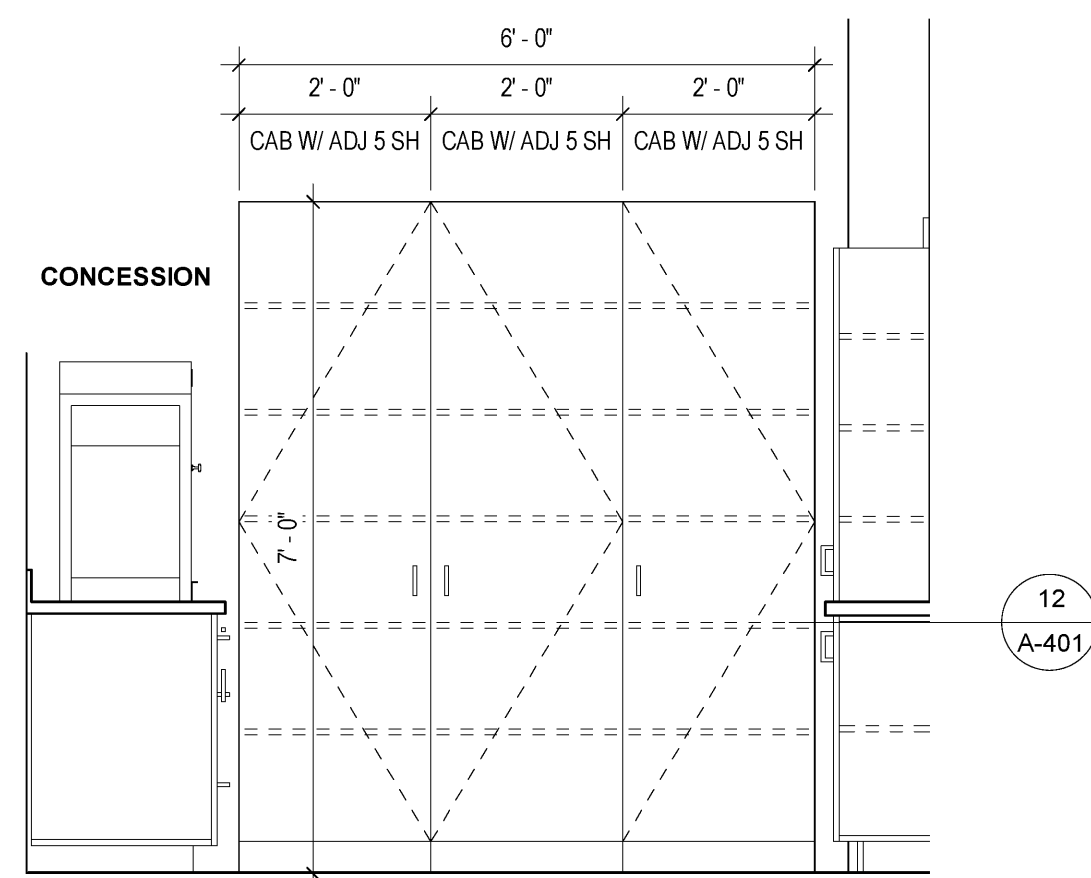 6' - 0"
2' - 0" 2' - 0" 2' - 0"
CAB W/ ADJ 5 SH CAB W/ ADJ 5 SH CAB W/ ADJ 5 SH
CONCESSION
7' - 0"
12
A-401